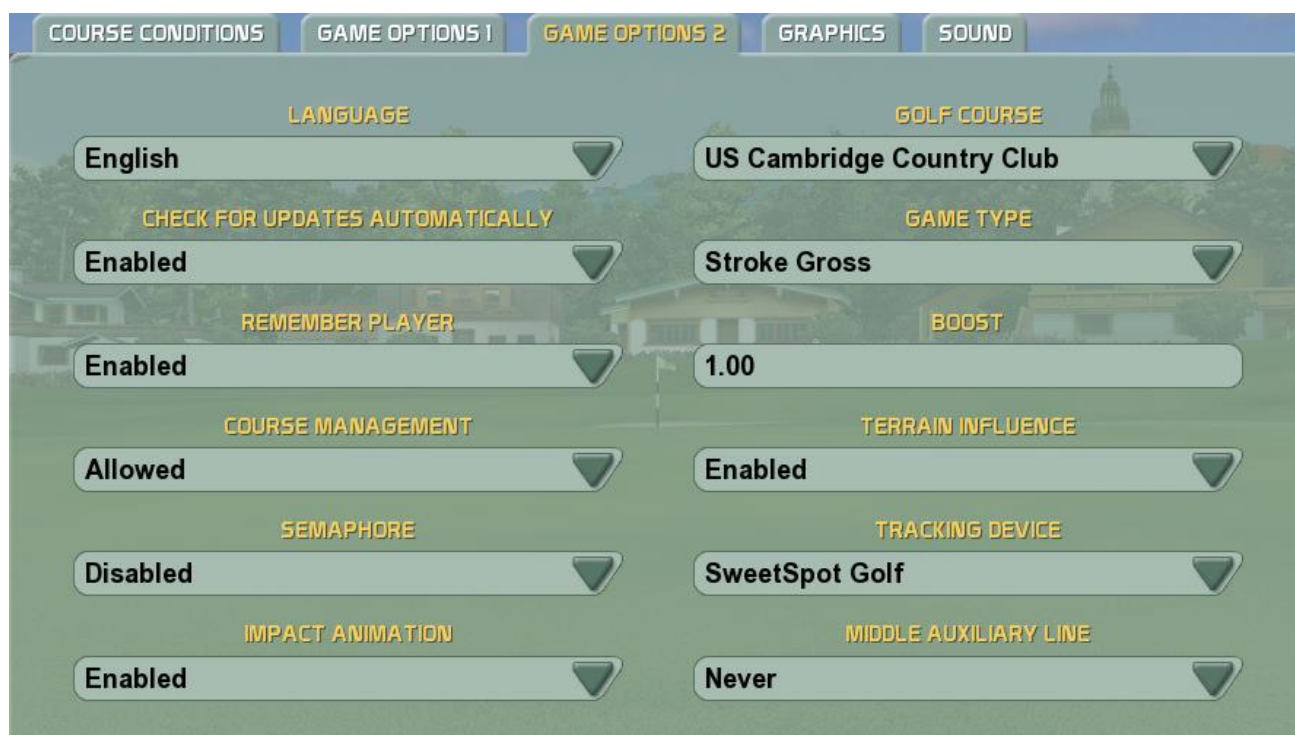 COURSE CONDITIONS
GAME OPTIONS 1
GAME OPTIONS 2
GRAPHICS
SOUND
LANGUAGE
English
CHECK FOR UPDATES AUTOMATICALLY
Enabled
REMEMBER PLAYER
Enabled
COURSE MANAGEMENT
Allowed
SEMAPHORE
Disabled
IMPACT ANIMATION
Enabled
GOLF COURSE
US Cambridge Country Club
GAME TYPE
Stroke Gross
BOOST
1.00
TERRAIN INFLUENCE
Enabled
TRACKING DEVICE
SweetSpot Golf
MIDDLE AUXILIARY LINE
Never